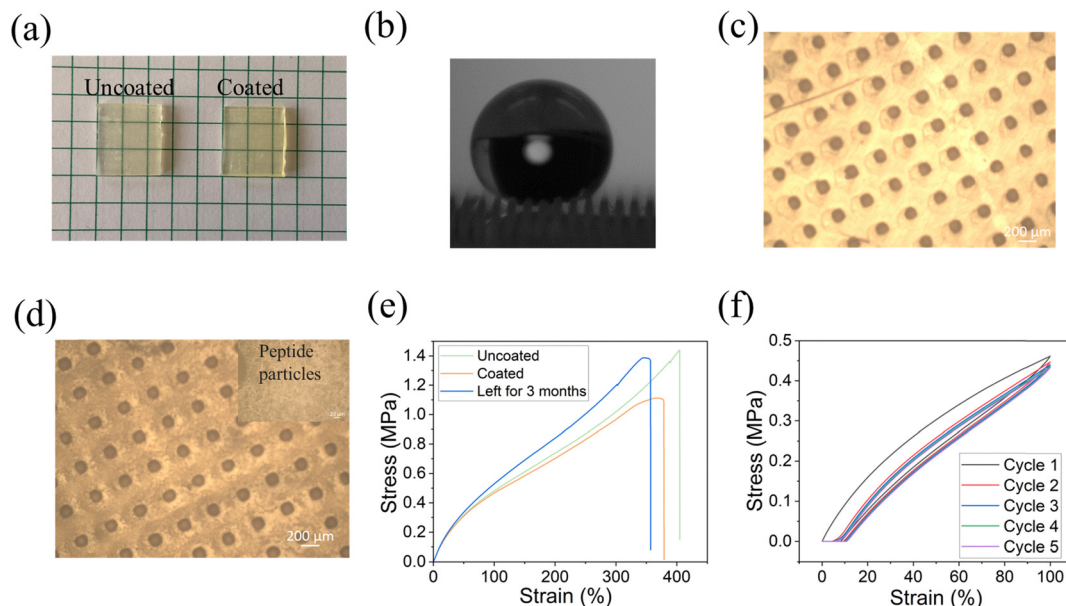 (a)
Uncoated Coated
(b)
(c)
200 μm
(d)
Peptide
particles
200 μm
(e)
Stress (MPa)
1.4
1.2
1.0
0.8
0.6
0.4
0.2
0.0
Uncoated
Coated
Left for 3 months
0 100 200 300 400
Strain (%)
(f)
Stress (MPa)
0.5
0.4
0.3
0.2
0.1
0.0
Cycle 1
Cycle 2
Cycle 3
Cycle 4
Cycle 5
0 20 40 60 80 100
Strain (%)